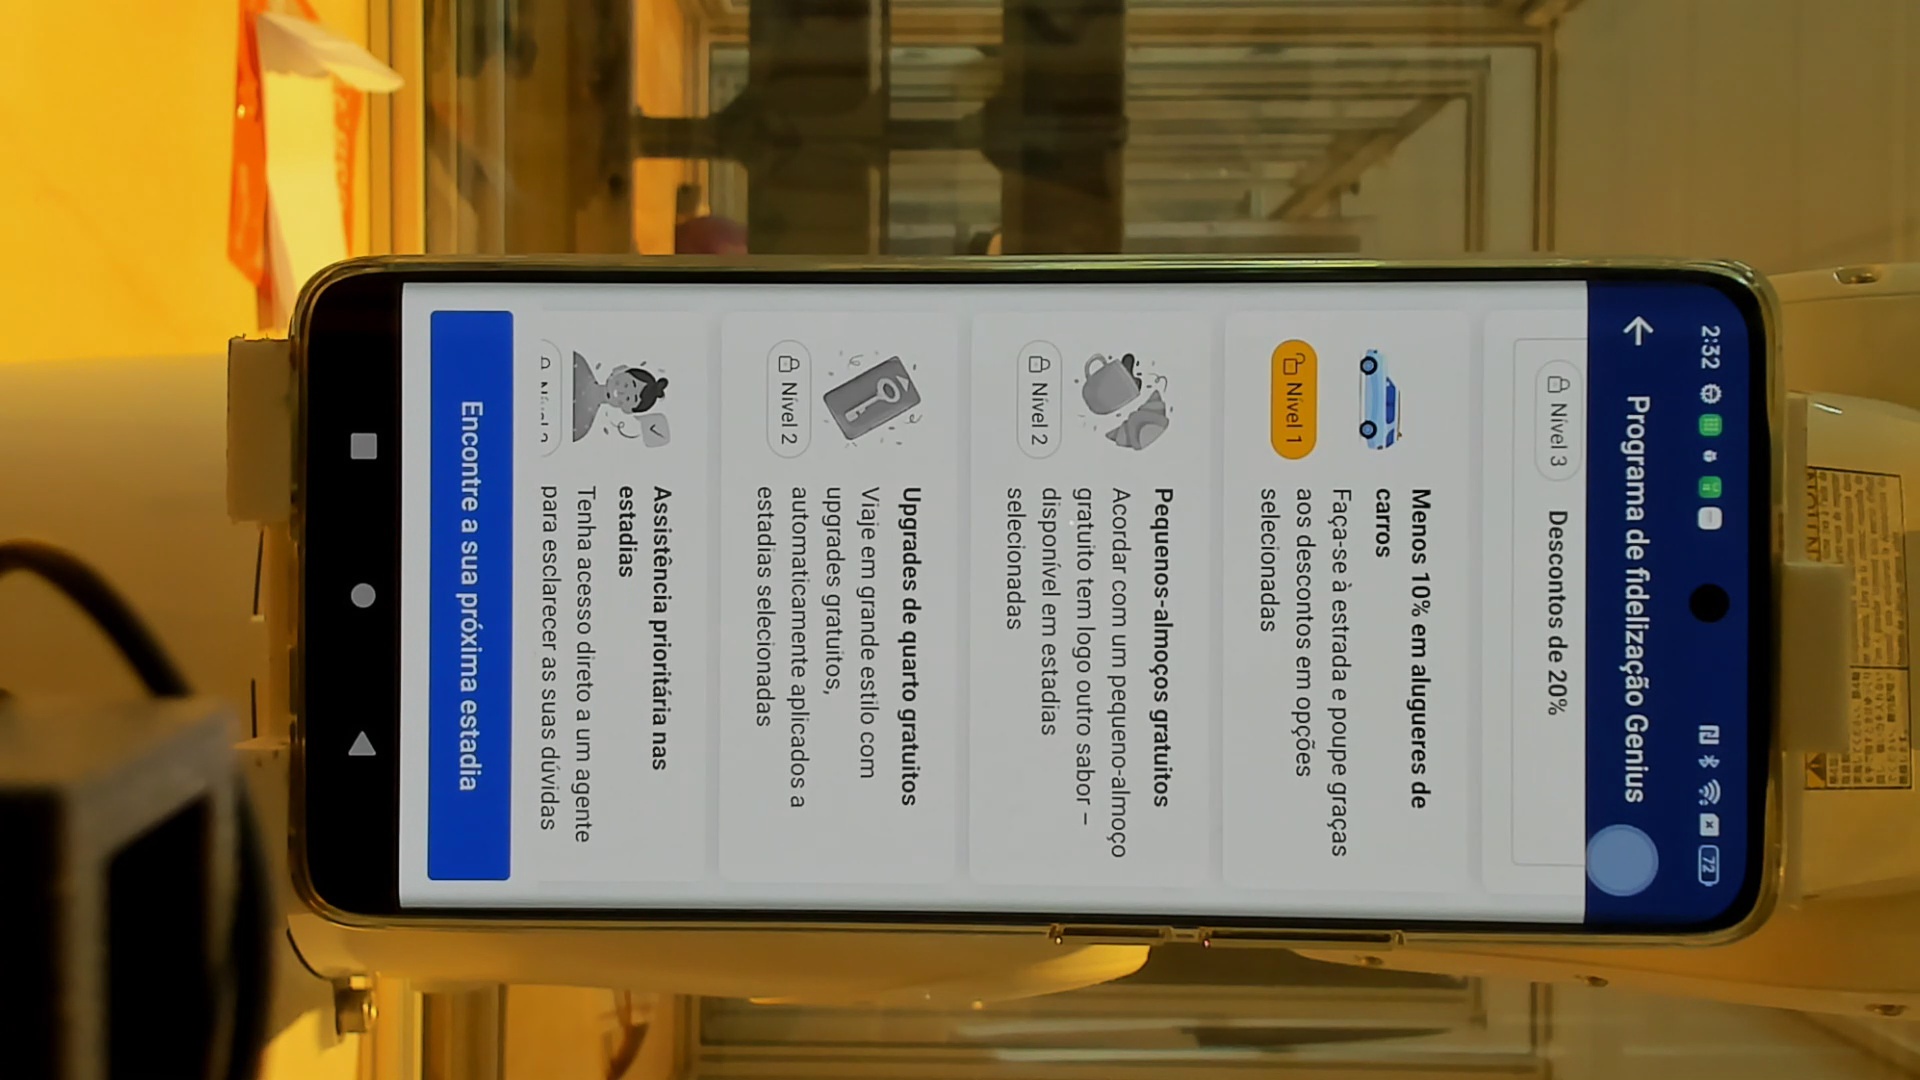 2:32
72
Programa de fidelização Genius
Nível 3
Descontos de 20%
Menos 10% em alugueres de
carros
Nível 1
Faça-se à estrada e poupe graças
aos descontos em opções
selecionadas
Pequenos-almoços gratuitos
Nível 2
Acordar com um pequeno-almoço
gratuito tem logo outro sabor –
disponível em estadias
selecionadas
Upgrades de quarto gratuitos
Nível 2
Viaje em grande estilo com
upgrades gratuitos,
automaticamente aplicados a
estadias selecionadas
Assistência prioritária nas
estadias
Tenha acesso direto a um agente
para esclarecer as suas dúvidas
Encontre a sua próxima estadia